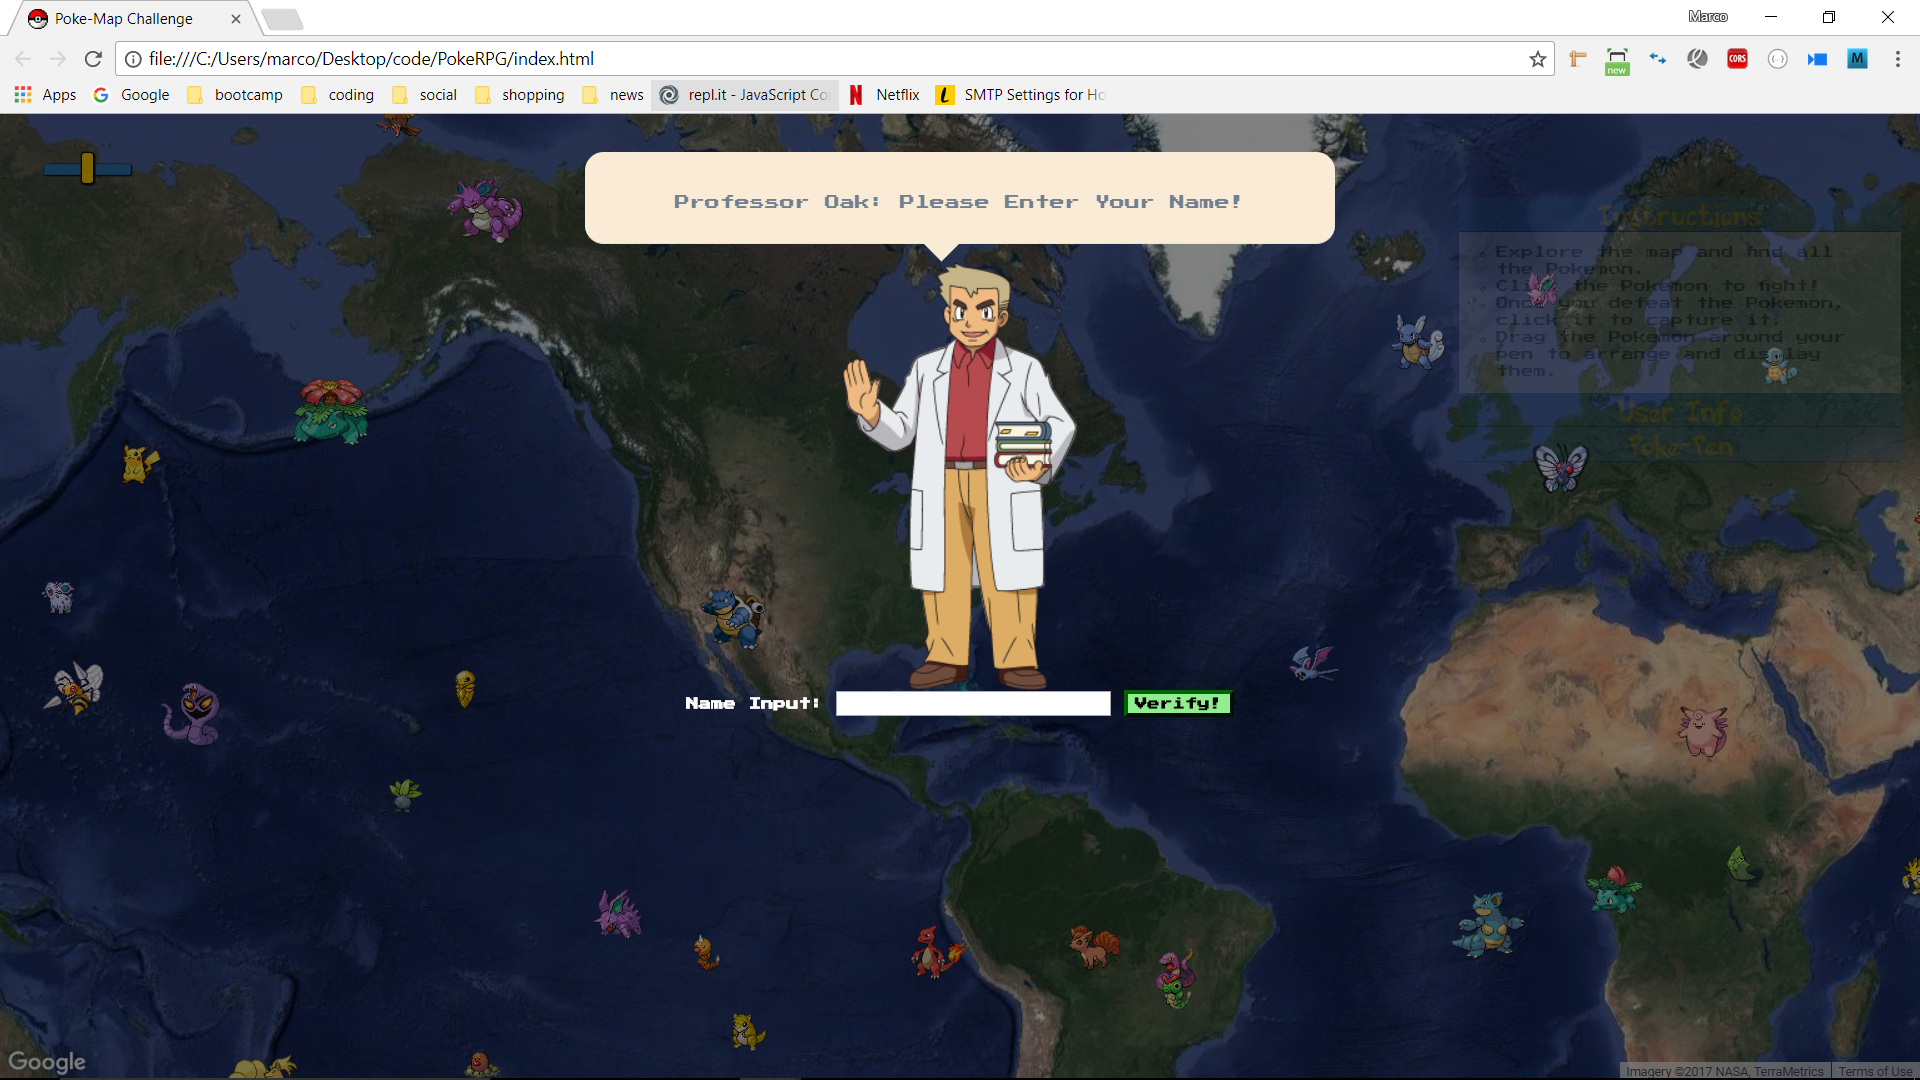 Poke-Map Challenge
Marco
file:///C:/Users/marco/Desktop/code/PokeRPG/index.html
new
CORS
M
Apps
Google
bootcamp
coding
social
shopping
news
repl.it - JavaScript Co
Netflix
SMTP Settings for Ho
Professor Oak: Please Enter Your Name!
Instructions
Explore the map and find all
the Pokemon.
Click the Pokemon to fight!
Once you defeat the Pokemon,
click it to capture it.
Drag the Pokemon around your
pen to arrange and display
them.
User Info
Poke-Pen
Name Input:
Verify!
Google
Imagery ©2017 NASA, TerraMetrics
Terms of Use